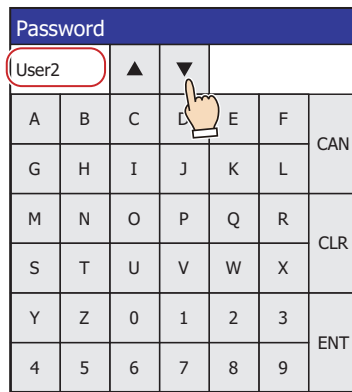 Password
User2 ▲ ▼
A B C D E F
CAN
G H I J K L
M N O P Q R
CLR
S T U V W X
Y Z 0 1 2 3
ENT
4 5 6 7 8 9